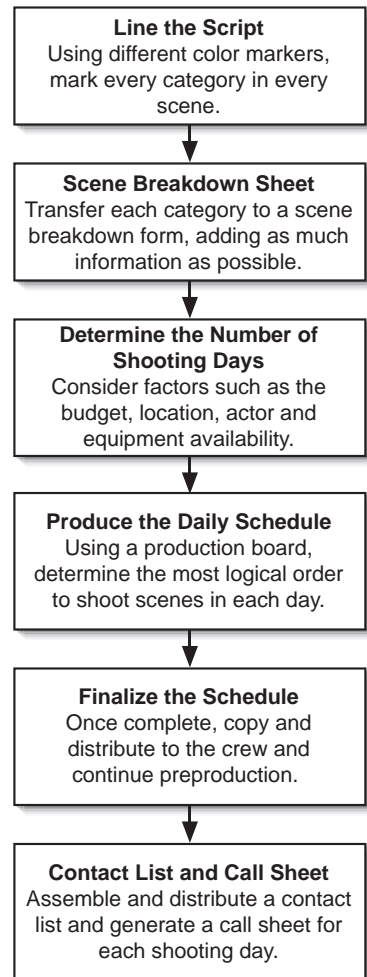 Line the Script
Using different color markers,
mark every category in every
scene.
Scene Breakdown Sheet
Transfer each category to a scene
breakdown form, adding as much
information as possible.
Determine the Number of
Shooting Days
Consider factors such as the
budget, location, actor and
equipment availability.
Produce the Daily Schedule
Using a production board,
determine the most logical order
to shoot scenes in each day.
Finalize the Schedule
Once complete, copy and
distribute to the crew and
continue preproduction.
Contact List and Call Sheet
Assemble and distribute a contact
list and generate a call sheet for
each shooting day.